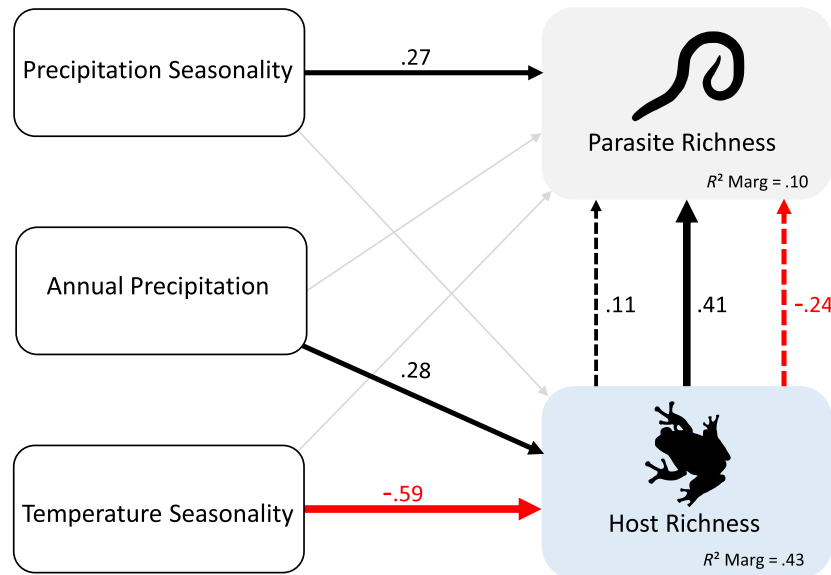 Precipitation Seasonality
.27
Parasite Richness
R² Marg = .10
Annual Precipitation
.28
.11
.41
-.24
Temperature Seasonality
-.59
Host Richness
R² Marg = .43